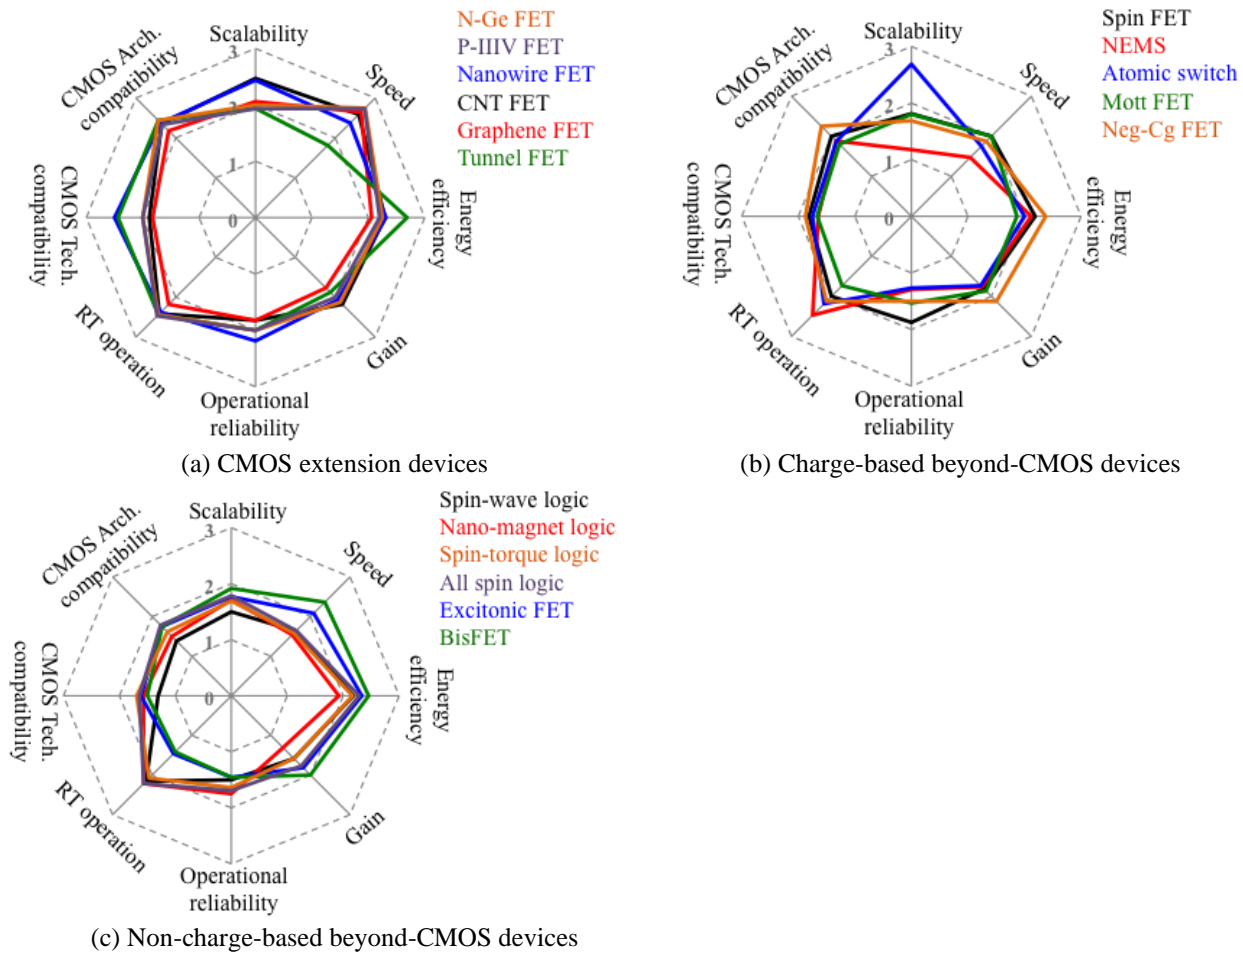 Scalability
Speed
Energy
efficiency
Gain
Operational
reliability
RT operation
CMOS Tech.
compatibility
CMOS Arch.
compatibility
3
2
1
0
N-Ge FET
P-IIIV FET
Nanowire FET
CNT FET
Graphene FET
Tunnel FET
(a) CMOS extension devices
Scalability
Speed
Energy
efficiency
Gain
Operational
reliability
RT operation
CMOS Tech.
compatibility
CMOS Arch.
compatibility
3
2
1
0
Spin FET
NEMS
Atomic switch
Mott FET
Neg-Cg FET
(b) Charge-based beyond-CMOS devices
Scalability
Speed
Energy
efficiency
Gain
Operational
reliability
RT operation
CMOS Tech.
compatibility
CMOS Arch.
compatibility
3
2
1
0
Spin-wave logic
Nano-magnet logic
Spin-torque logic
All spin logic
Excitonic FET
BisFET
(c) Non-charge-based beyond-CMOS devices